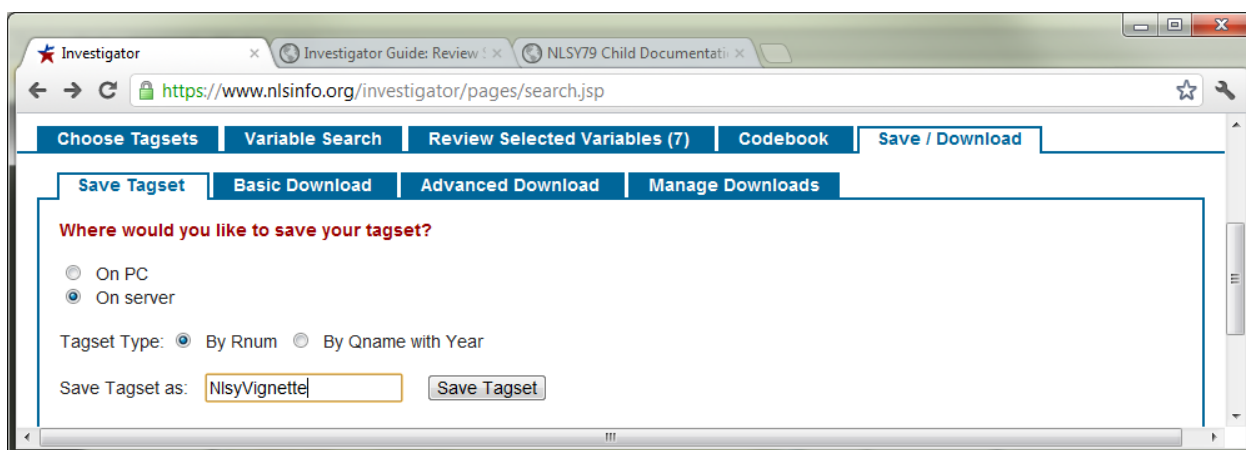 Investigator
Investigator Guide: Review S
NLSY79 Child Documentati
https://www.nlsinfo.org/investigator/pages/search.jsp
Choose Tagsets Variable Search Review Selected Variables (7) Codebook Save / Download
Save Tagset Basic Download Advanced Download Manage Downloads
Where would you like to save your tagset?
On PC
On server
Tagset Type: By Rnum By Qname with Year
Save Tagset as: NlsyVignette Save Tagset